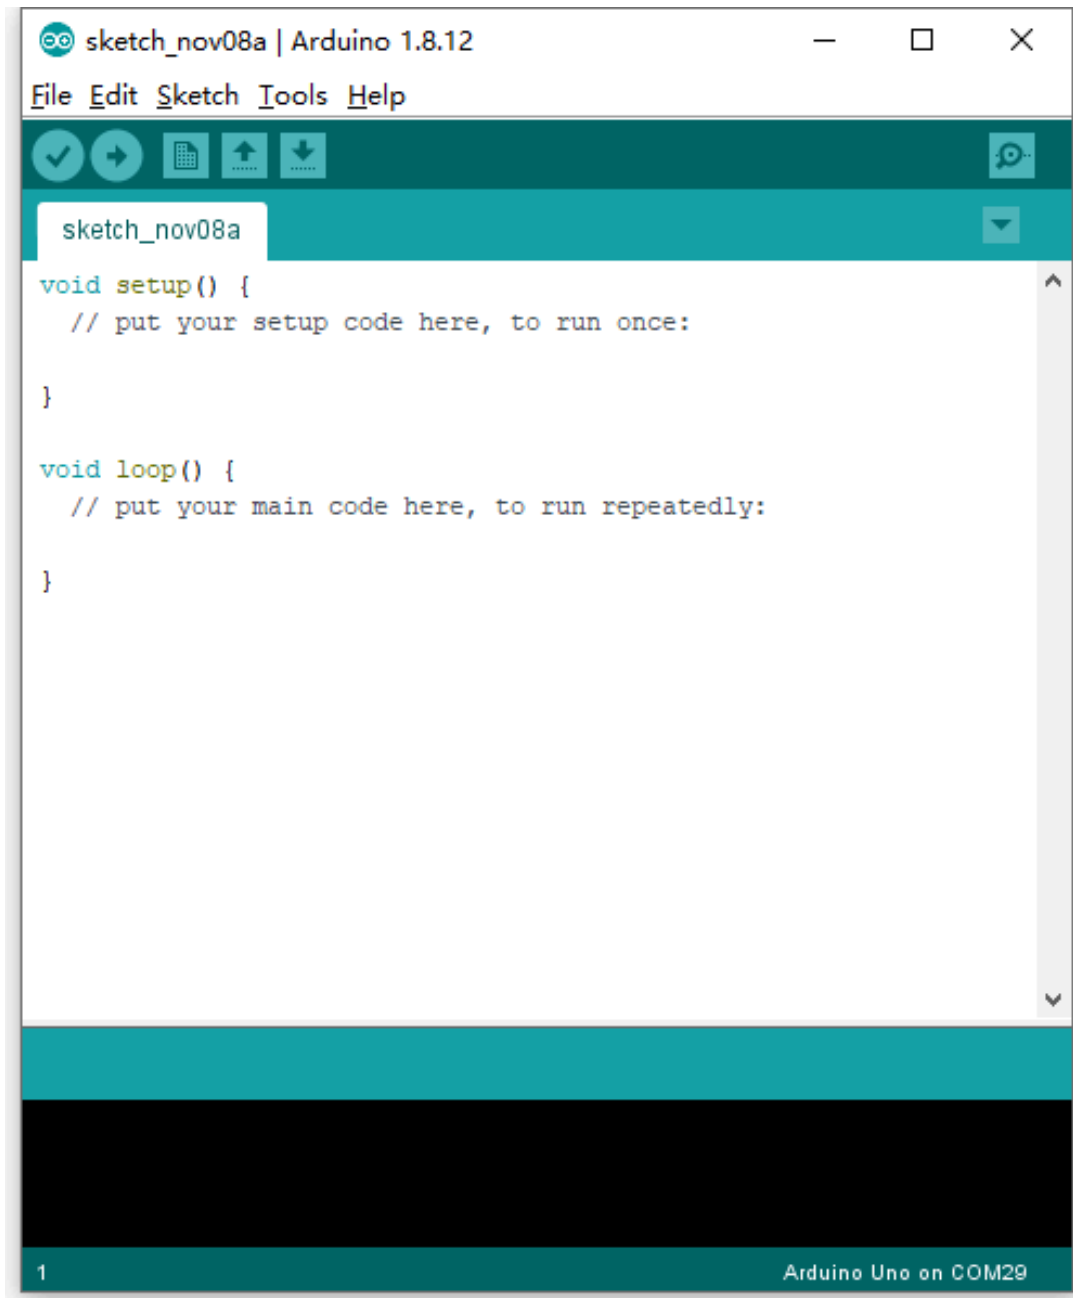 sketch_nov08a | Arduino 1.8.12
File Edit Sketch Tools Help
sketch_nov08a
void setup() {
  // put your setup code here, to run once:
}
void loop() {
  // put your main code here, to run repeatedly:
}
1 Arduino Uno on COM29